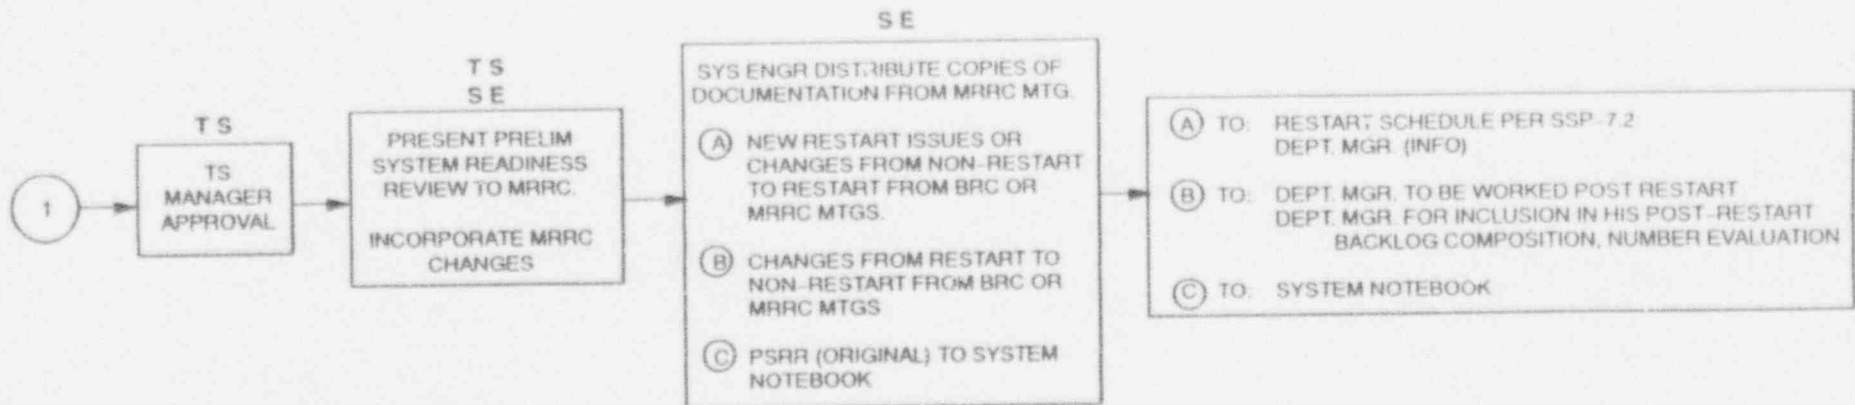 1
T S
TS
MANAGER
APPROVAL
T S
S E
PRESENT PRELIM
SYSTEM READINESS
REVIEW TO MRRC.
INCORPORATE MRRC
CHANGES
S E
SYS ENGR DISTRIBUTE COPIES OF
DOCUMENTATION FROM MRRC MTG.
A NEW RESTART ISSUES OR
CHANGES FROM NON-RESTART
TO RESTART FROM BRC OR
MRRC MTGS.
B CHANGES FROM RESTART TO
NON-RESTART FROM BRC OR
MRRC MTGS
C PSRR (ORIGINAL) TO SYSTEM
NOTEBOOK
A TO: RESTART SCHEDULE PER SSP-7.2
DEPT. MGR. (INFO)
B TO: DEPT. MGR. TO BE WORKED POST RESTART
DEPT. MGR. FOR INCLUSION IN HIS POST-RESTART
BACKLOG COMPOSITION, NUMBER EVALUATION
C TO: SYSTEM NOTEBOOK